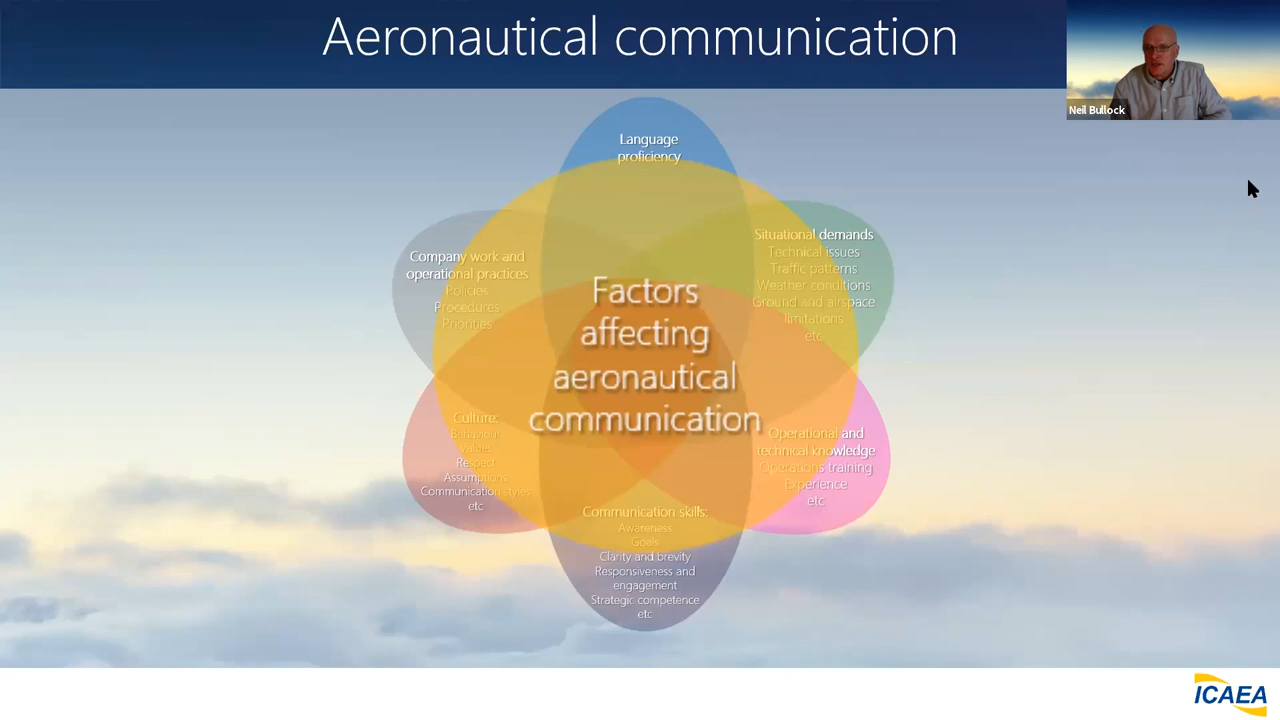 Aeronautical communication
Neil Bullock
Language
proficiency
Situational demands
Technical issues
Traffic patterns
Weather conditions
Ground and airspace
llimitations
etc
Operational and
technical knowledge
Operations training
Experience
etc
Communication skills:
Awareness
Goals
Clarity and brevity
Responsiveness and
engagement
Strategic competence
etc
Culture:
Behaviour
Values
Respect
Assumptions
Communication styles
etc
Company work and
operational practices
Policies
Procedures
Priorities
Factors
affecting
aeronautical
communication
ICAEA